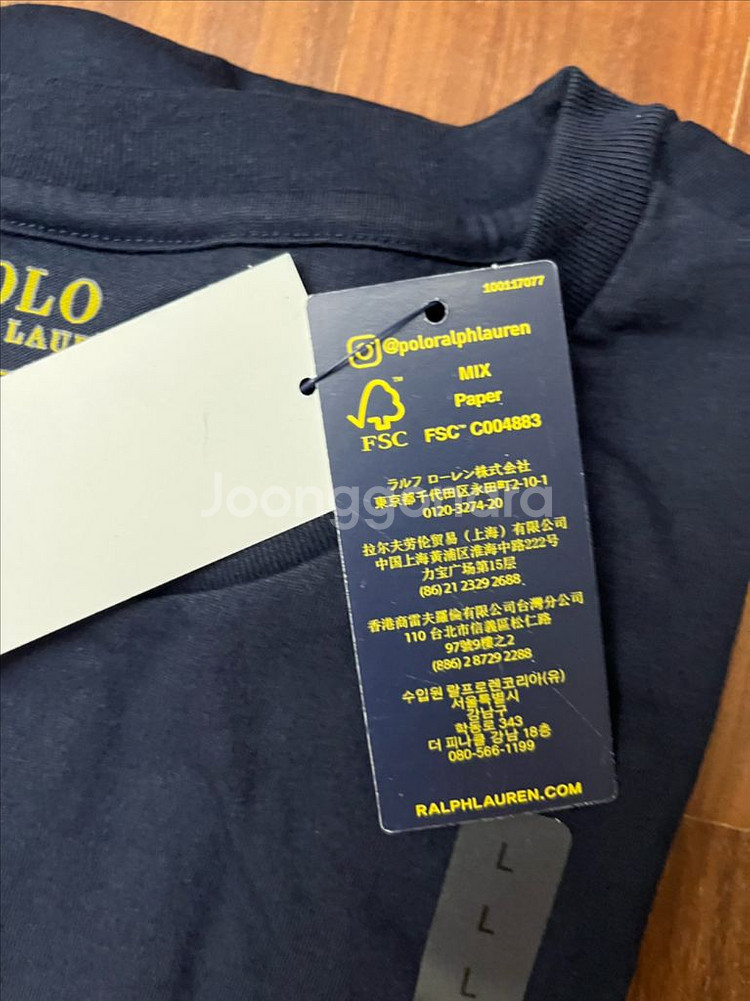 OLO
100117077
@poloralphlauren
MIX
Paper
FSC™ C004883
FSC
ラルフ ローレン株式会社
東京都千代田区永田町2-10-1
0120-3274-20
Joonggonara
拉尔夫劳伦贸易（上海）有限公司
中国上海黄浦区淮海中路222号
力宝广场第15层
(86) 21 2329 2688
香港商雷夫羅倫有限公司台灣分公司
110 台北市信義區松仁路
97號9樓之2
(886) 2 8729 2288
수입원 랄프로렌코리아(유)
서울특별시
강남구
학동로 343
더 피나클 강남 18층
080-566-1199
RALPHLAUREN.COM
L
L
L